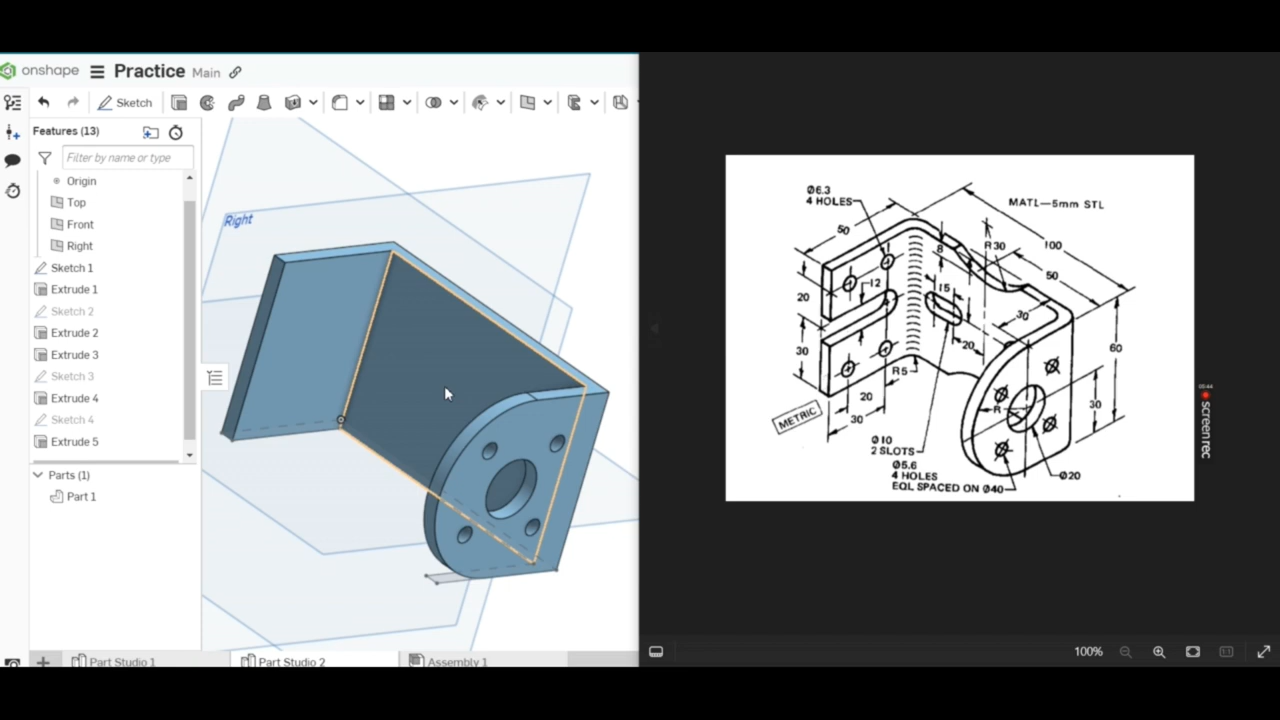 onshape Practice Main
Sketch
Features (13)
Filter by name or type
Origin
Top
Front
Right
Sketch 1
Extrude 1
Sketch 2
Extrude 2
Extrude 3
Sketch 3
Extrude 4
Sketch 4
Extrude 5
Parts (1)
Part 1
Right
Part Studio 1
Part Studio 2
Assembly 1
Ø6.3
4 HOLES
MATL—5mm STL
50
8
R30
100
50
12
15
20
30
30
20
60
R5
R
30
20
30
METRIC
Ø10
2 SLOTS
Ø5.6
4 HOLES
EQL SPACED ON Ø40
Ø20
screenrec
100%
1:1